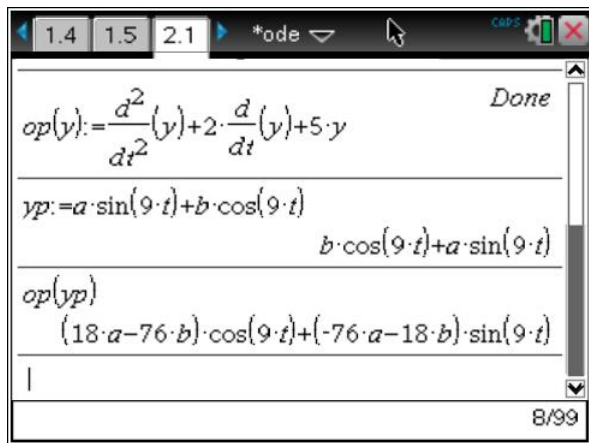 1.4 1.5 2.1 *ode CAPS
op(y):=d²/dt²(y)+2·d/dt(y)+5·y Done
yp:=a·sin(9·t)+b·cos(9·t)
b·cos(9·t)+a·sin(9·t)
op(yp)
(18·a-76·b)·cos(9·t)+(-76·a-18·b)·sin(9·t)
8/99